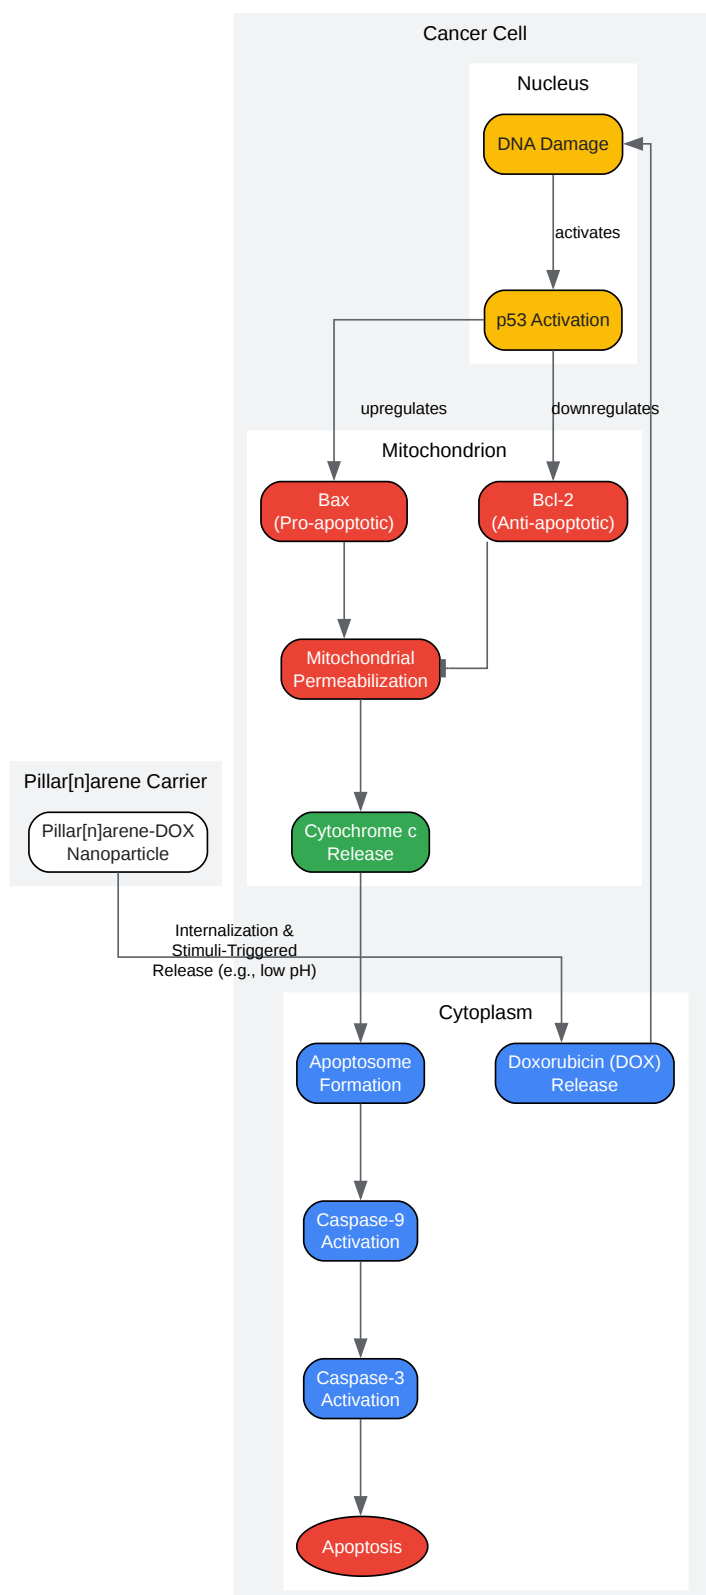 Cancer Cell
Nucleus
DNA Damage
activates
p53 Activation
upregulates
downregulates
Mitochondrion
Bax
(Pro-apoptotic)
Bcl-2
(Anti-apoptotic)
Mitochondrial
Permeabilization
Pillar[n]arene Carrier
Pillar[n]arene-DOX
Nanoparticle
Cytochrome c
Release
Internalization &
Stimuli-Triggered
Release (e.g., low pH)
Cytoplasm
Apoptosome
Formation
Doxorubicin (DOX)
Release
Caspase-9
Activation
Caspase-3
Activation
Apoptosis